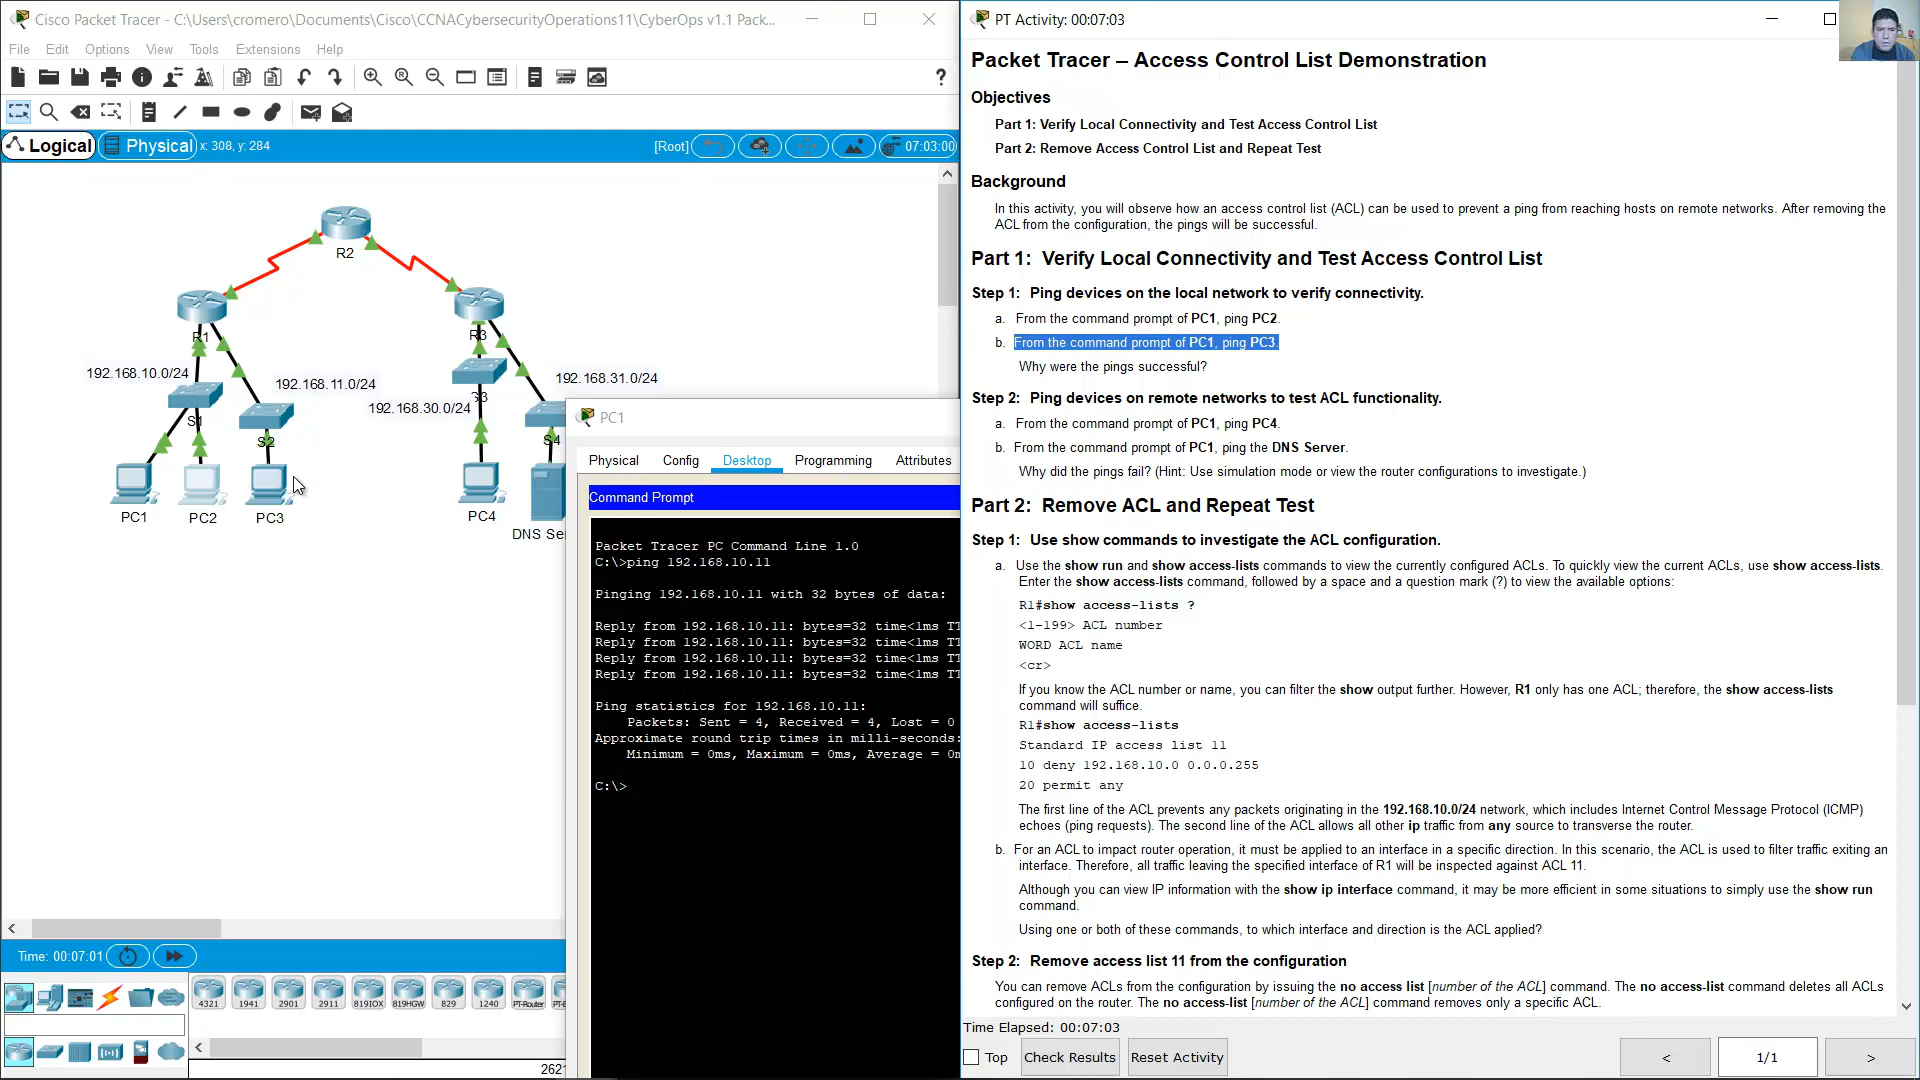 Cisco Packet Tracer - C:\Users\cromero\Documents\Cisco\CCNACybersecurityOperations11\CyberOps v1.1 Pack...
File Edit Options View Tools Extensions Help
?
Logical
Physical
x: 308, y: 284
[Root]
07:03:00
R2
R1
R3
192.168.10.0/24
192.168.11.0/24
192.168.30.0/24
192.168.31.0/24
S1
S2
S3
S4
PC1
PC2
PC3
PC4
DNS Se
PC1
Physical Config Desktop Programming Attributes
Command Prompt
Packet Tracer PC Command Line 1.0
C:\>ping 192.168.10.11
Pinging 192.168.10.11 with 32 bytes of data:
Reply from 192.168.10.11: bytes=32 time<1ms TT
Reply from 192.168.10.11: bytes=32 time<1ms TT
Reply from 192.168.10.11: bytes=32 time<1ms TT
Reply from 192.168.10.11: bytes=32 time<1ms TT
Ping statistics for 192.168.10.11:
Packets: Sent = 4, Received = 4, Lost = 0
Approximate round trip times in milli-seconds:
Minimum = 0ms, Maximum = 0ms, Average = 0m
C:\>
Time: 00:07:01
4321 1941 2901 2911 819IOX 819HGW 829 1240 PT-Router PT-E
2621
PT Activity: 00:07:03
Packet Tracer – Access Control List Demonstration
Objectives
Part 1: Verify Local Connectivity and Test Access Control List
Part 2: Remove Access Control List and Repeat Test
Background
In this activity, you will observe how an access control list (ACL) can be used to prevent a ping from reaching hosts on remote networks. After removing the
ACL from the configuration, the pings will be successful.
Part 1: Verify Local Connectivity and Test Access Control List
Step 1: Ping devices on the local network to verify connectivity.
a. From the command prompt of PC1, ping PC2.
b. From the command prompt of PC1, ping PC3.
Why were the pings successful?
Step 2: Ping devices on remote networks to test ACL functionality.
a. From the command prompt of PC1, ping PC4.
b. From the command prompt of PC1, ping the DNS Server.
Why did the pings fail? (Hint: Use simulation mode or view the router configurations to investigate.)
Part 2: Remove ACL and Repeat Test
Step 1: Use show commands to investigate the ACL configuration.
a. Use the show run and show access-lists commands to view the currently configured ACLs. To quickly view the current ACLs, use show access-lists.
Enter the show access-lists command, followed by a space and a question mark (?) to view the available options:
R1#show access-lists ?
<1-199> ACL number
WORD ACL name
<cr>
If you know the ACL number or name, you can filter the show output further. However, R1 only has one ACL; therefore, the show access-lists
command will suffice.
R1#show access-lists
Standard IP access list 11
10 deny 192.168.10.0 0.0.0.255
20 permit any
The first line of the ACL prevents any packets originating in the 192.168.10.0/24 network, which includes Internet Control Message Protocol (ICMP)
echoes (ping requests). The second line of the ACL allows all other ip traffic from any source to transverse the router.
b. For an ACL to impact router operation, it must be applied to an interface in a specific direction. In this scenario, the ACL is used to filter traffic exiting an
interface. Therefore, all traffic leaving the specified interface of R1 will be inspected against ACL 11.
Although you can view IP information with the show ip interface command, it may be more efficient in some situations to simply use the show run
command.
Using one or both of these commands, to which interface and direction is the ACL applied?
Step 2: Remove access list 11 from the configuration
You can remove ACLs from the configuration by issuing the no access list [number of the ACL] command. The no access-list command deletes all ACLs
configured on the router. The no access-list [number of the ACL] command removes only a specific ACL.
Time Elapsed: 00:07:03
Top
Check Results
Reset Activity
<
1/1
>